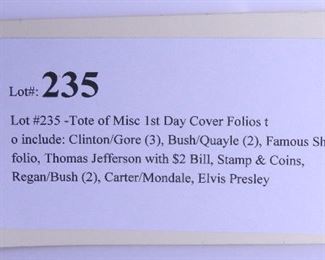 Lot#: 235
Lot #235 -Tote of Misc 1st Day Cover Folios t
o include: Clinton/Gore (3), Bush/Quayle (2), Famous Sh
folio, Thomas Jefferson with $2 Bill, Stamp & Coins,
Regan/Bush (2), Carter/Mondale, Elvis Presley